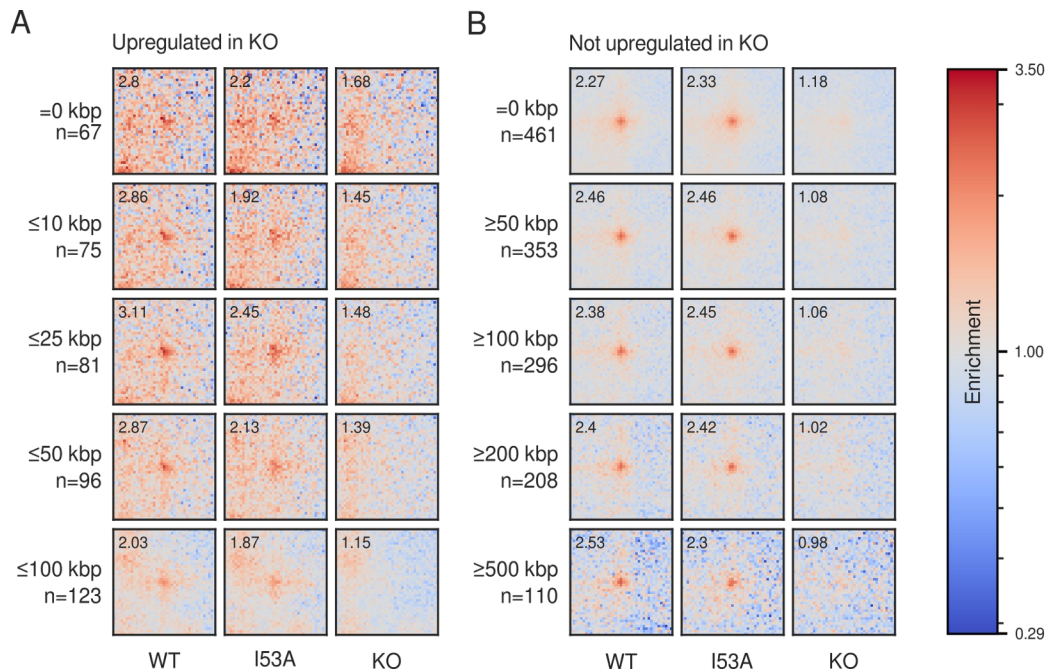 A
Upregulated in KO
=0 kbp
n=67
2.8
2.2
1.68
≤10 kbp
n=75
2.86
1.92
1.45
≤25 kbp
n=81
3.11
2.45
1.48
≤50 kbp
n=96
2.87
2.13
1.39
≤100 kbp
n=123
2.03
1.87
1.15
WT
I53A
KO
B
Not upregulated in KO
=0 kbp
n=461
2.27
2.33
1.18
≥50 kbp
n=353
2.46
2.46
1.08
≥100 kbp
n=296
2.38
2.45
1.06
≥200 kbp
n=208
2.4
2.42
1.02
≥500 kbp
n=110
2.53
2.3
0.98
WT
I53A
KO
3.50
Enrichment
1.00
0.29